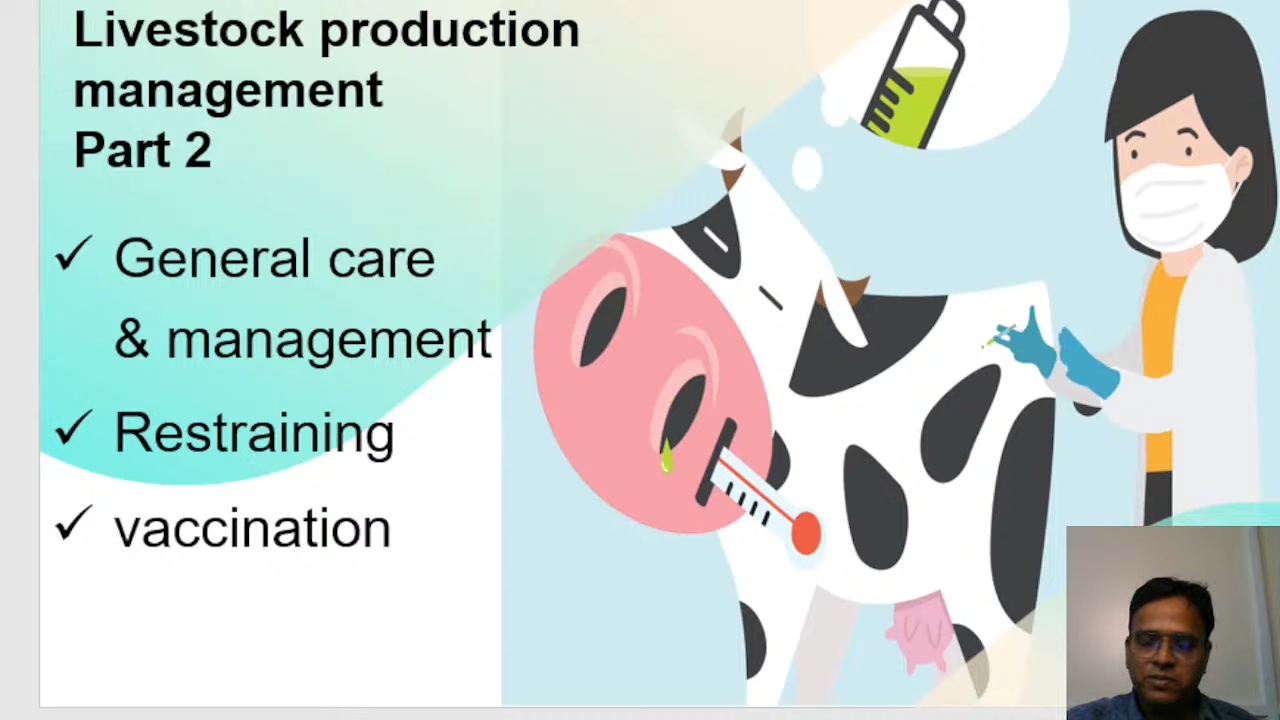 Livestock production
management
Part 2
✓ General care
& management
✓ Restraining
✓ vaccination